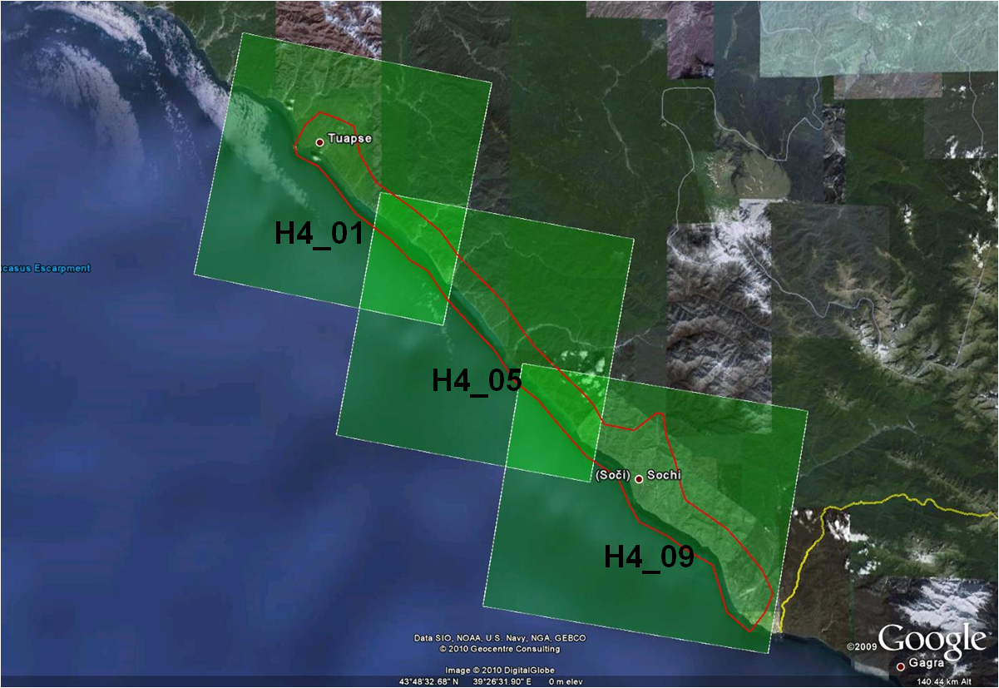 Tuapse
H4_01
ucasus Escarpment
H4_05
(Soči) Sochi
H4_09
Data SIO, NOAA, U.S. Navy, NGA, GEBCO
© 2010 Geocentre Consulting
©2009 Google
Gagra
Image © 2010 DigitalGlobe
43°48'32.68" N 39°26'31.90" E 0 m elev
140.44 km Alt